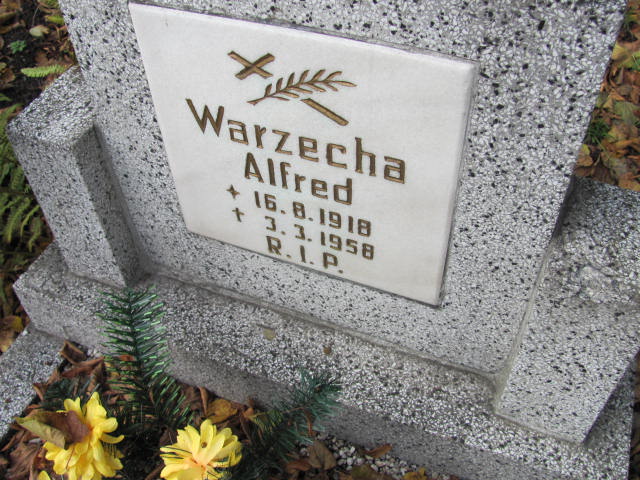 Warzecha
Alfred
+ 16.8.1918
† 3.3.1958
R.I.P.